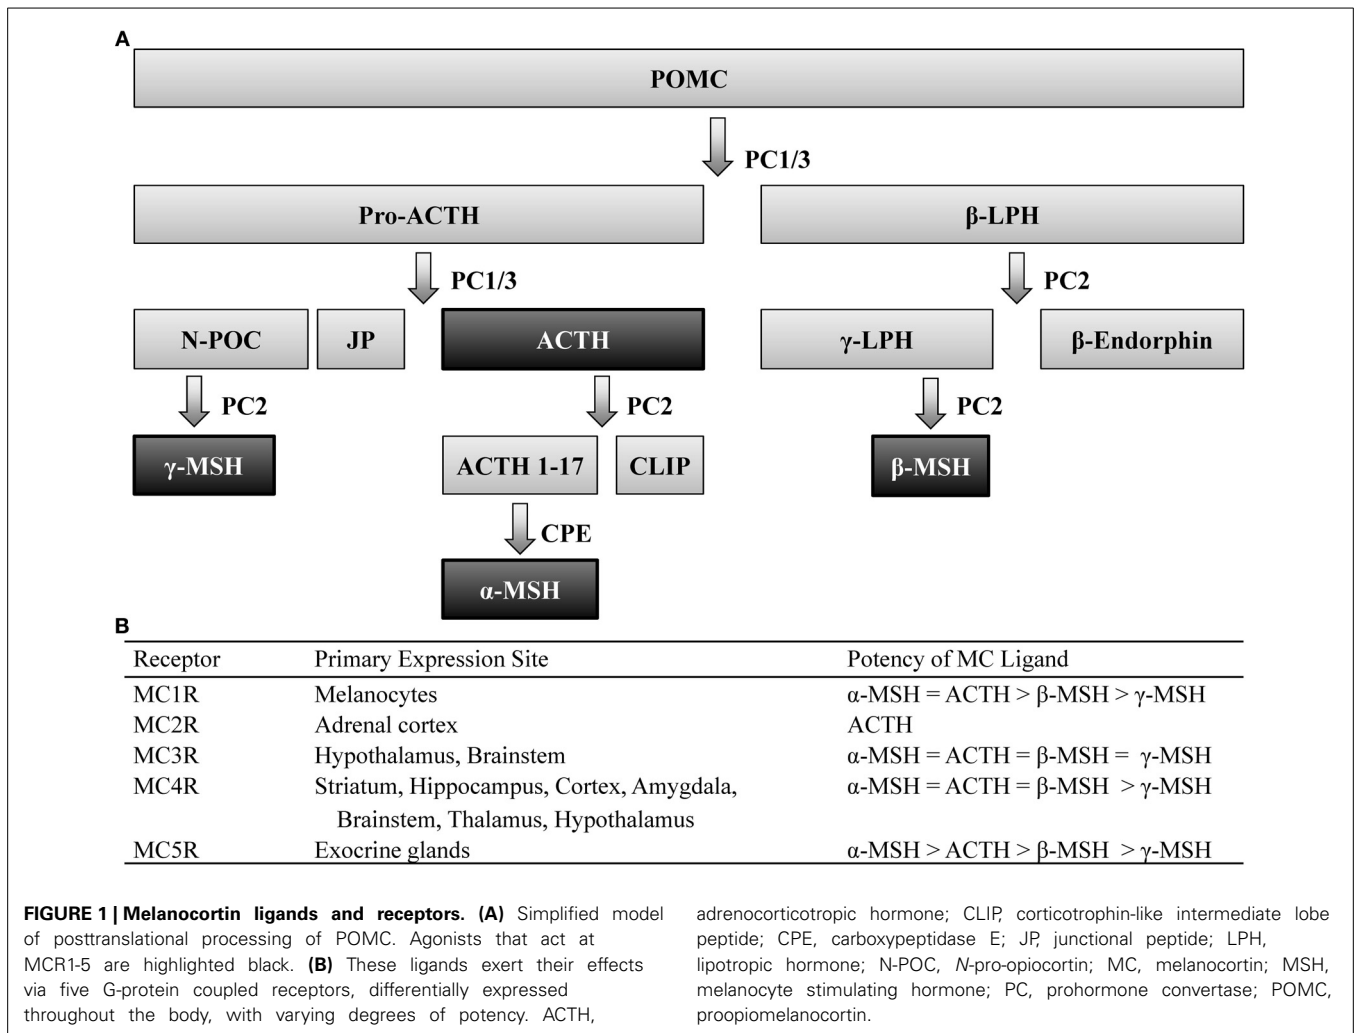 A
POMC
PC1/3
Pro-ACTH
β-LPH
PC1/3
PC2
N-POC
JP
ACTH
γ-LPH
β-Endorphin
PC2
PC2
PC2
γ-MSH
ACTH 1-17
CLIP
β-MSH
CPE
α-MSH
B
Receptor Primary Expression Site Potency of MC Ligand
MC1R Melanocytes α-MSH = ACTH > β-MSH > γ-MSH
MC2R Adrenal cortex ACTH
MC3R Hypothalamus, Brainstem α-MSH = ACTH = β-MSH = γ-MSH
MC4R Striatum, Hippocampus, Cortex, Amygdala, α-MSH = ACTH = β-MSH > γ-MSH
Brainstem, Thalamus, Hypothalamus
MC5R Exocrine glands α-MSH > ACTH > β-MSH > γ-MSH
FIGURE 1 | Melanocortin ligands and receptors. (A) Simplified model
of posttranslational processing of POMC. Agonists that act at
MCR1-5 are highlighted black. (B) These ligands exert their effects
via five G-protein coupled receptors, differentially expressed
throughout the body, with varying degrees of potency. ACTH,
adrenocorticotropic hormone; CLIP, corticotrophin-like intermediate lobe
peptide; CPE, carboxypeptidase E; JP, junctional peptide; LPH,
lipotropic hormone; N-POC, N-pro-opiocortin; MC, melanocortin; MSH,
melanocyte stimulating hormone; PC, prohormone convertase; POMC,
proopiomelanocortin.